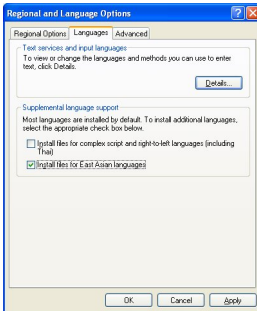 Regional and Language Options
Regional Options
Languages
Advanced
Text services and input languages
To view or change the languages and methods you can use to enter
text, click Details.
Details...
Supplemental language support
Most languages are installed by default. To install additional languages,
select the appropriate check box below.
Install files for complex script and right-to-left languages (including
Thai)
Install files for East Asian languages
OK
Cancel
Apply